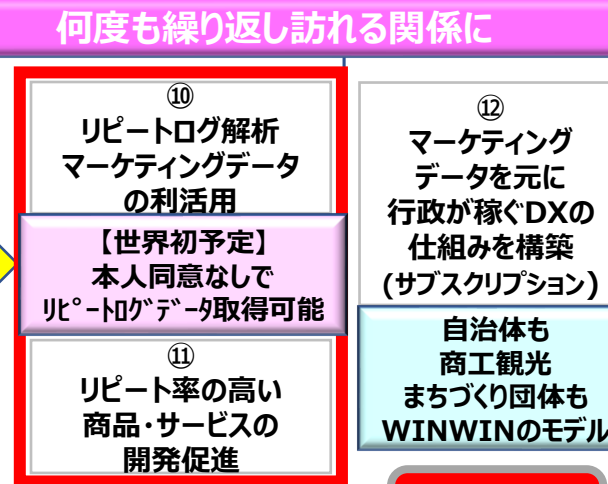 何度も繰り返し訪れる関係に
⑩
リピートログ解析
マーケティングデータ
の利活用
【世界初予定】
本人同意なしで
ﾘﾋﾟｰﾄﾛｸﾞﾃﾞｰﾀ取得可能
⑪
リピート率の高い
商品・サービスの
開発促進
⑫
マーケティング
データを元に
行政が稼ぐDXの
仕組みを構築
(サブスクリプション)
自治体も
商工観光
まちづくり団体も
WINWINのモデル